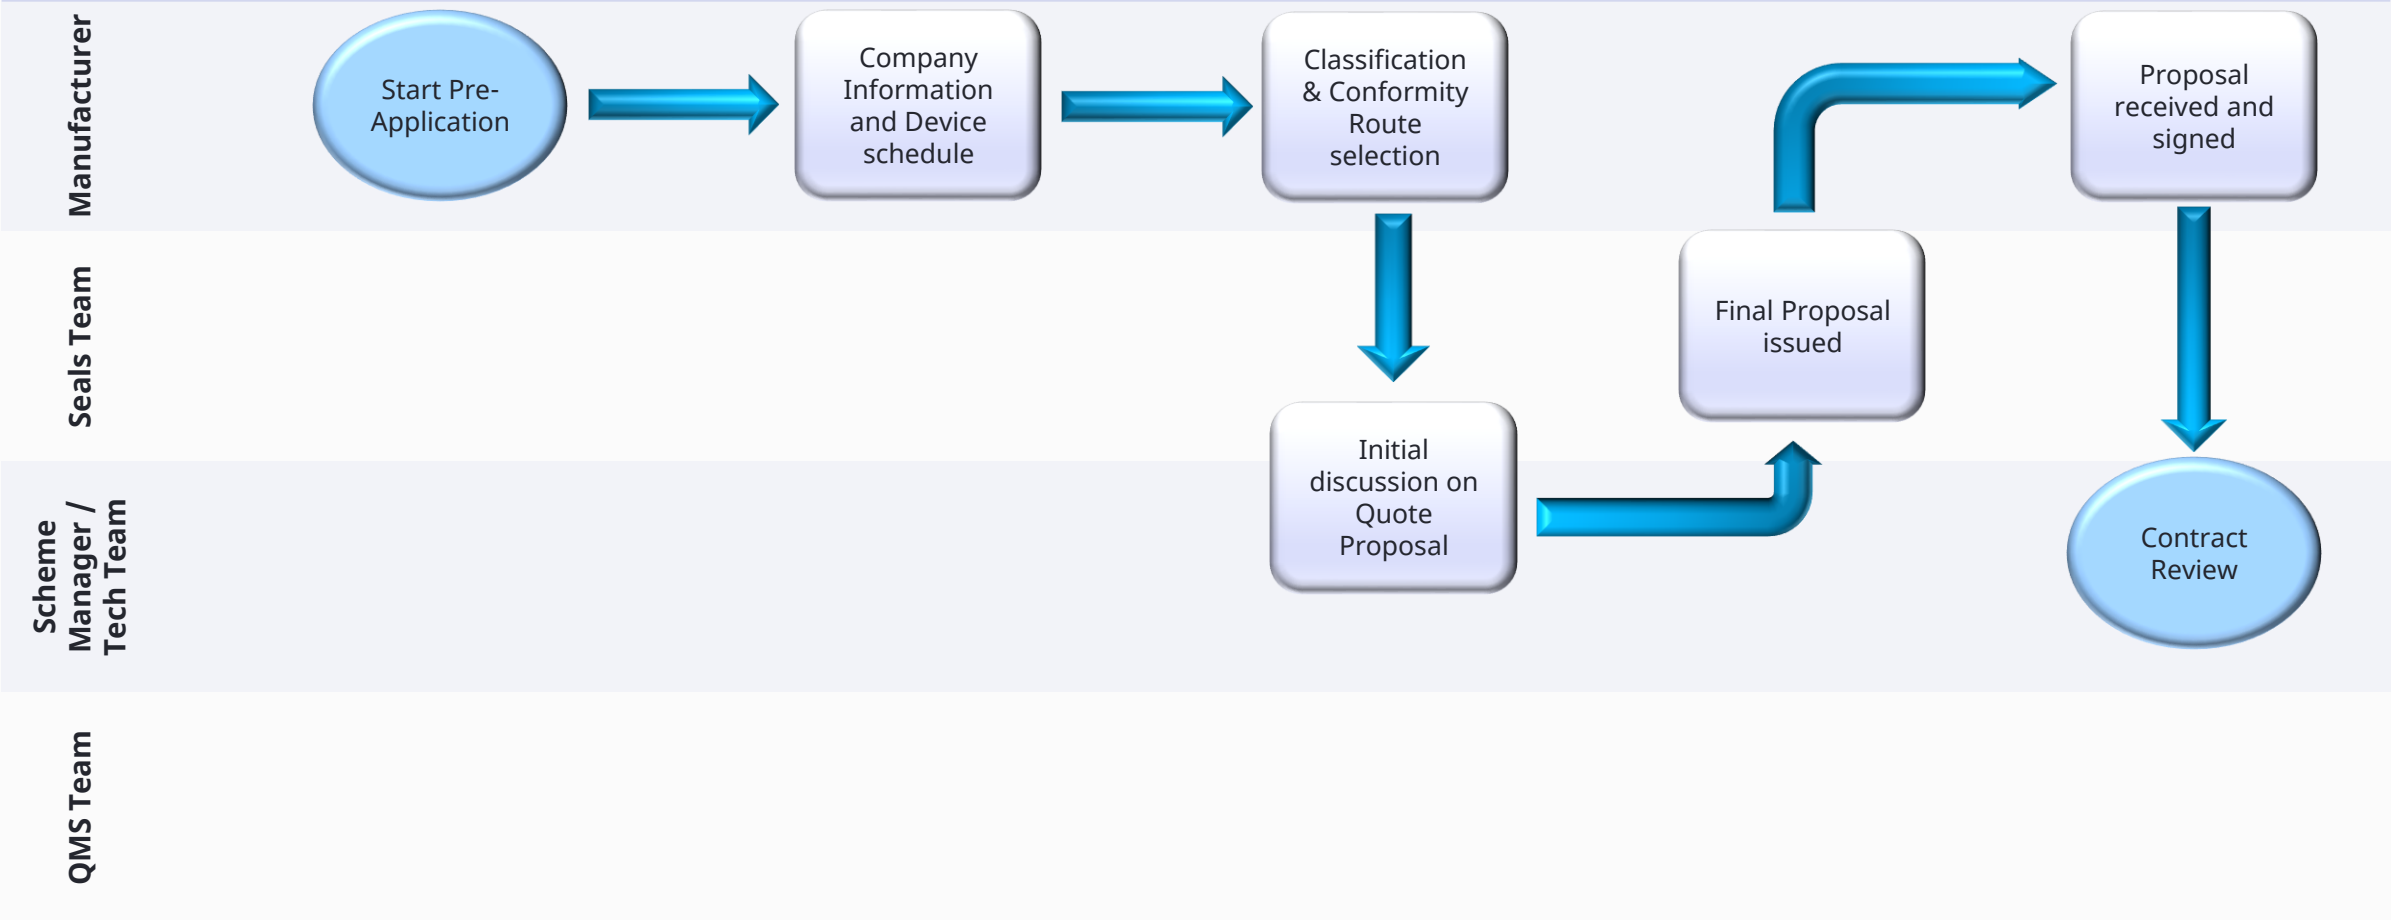 Manufacturer
Start Pre-
Application
Company
Information
and Device
schedule
Classification
& Conformity
Route
selection
Proposal
received and
signed
Seals Team
Final Proposal
issued
Scheme
Manager /
Tech Team
Initial
discussion on
Quote
Proposal
Contract
Review
QMS Team